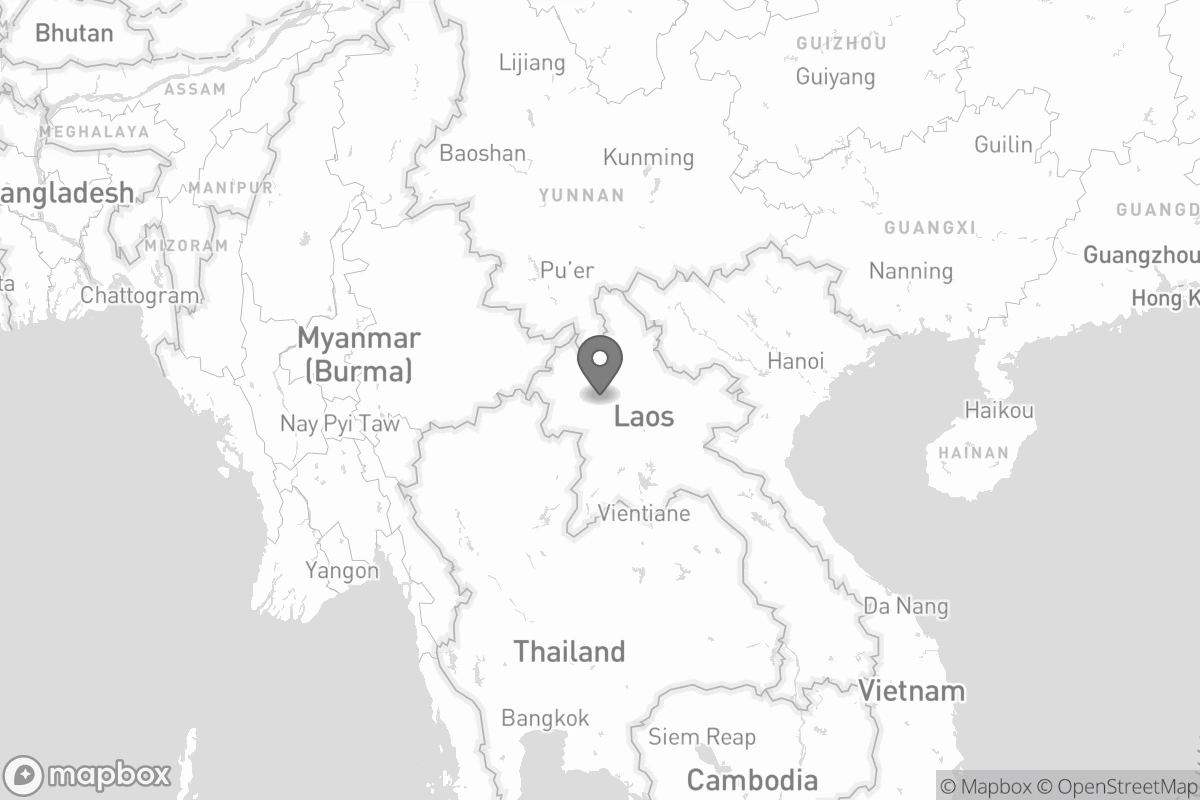 Bhutan
Lijiang
GUIZHOU
Guiyang
ASSAM
MEGHALAYA
Guilin
Baoshan
Kunming
MANIPUR
angladesh
YUNNAN
GUANGD
GUANGXI
MIZORAM
Guangzhou
Pu’er
Nanning
ta
Chattogram
Hong K
Myanmar
(Burma)
Hanoi
Haikou
Laos
Nay Pyi Taw
HAINAN
Vientiane
Yangon
Da Nang
Thailand
Vietnam
Bangkok
Siem Reap
Cambodia
mapbox
© Mapbox © OpenStreetMap